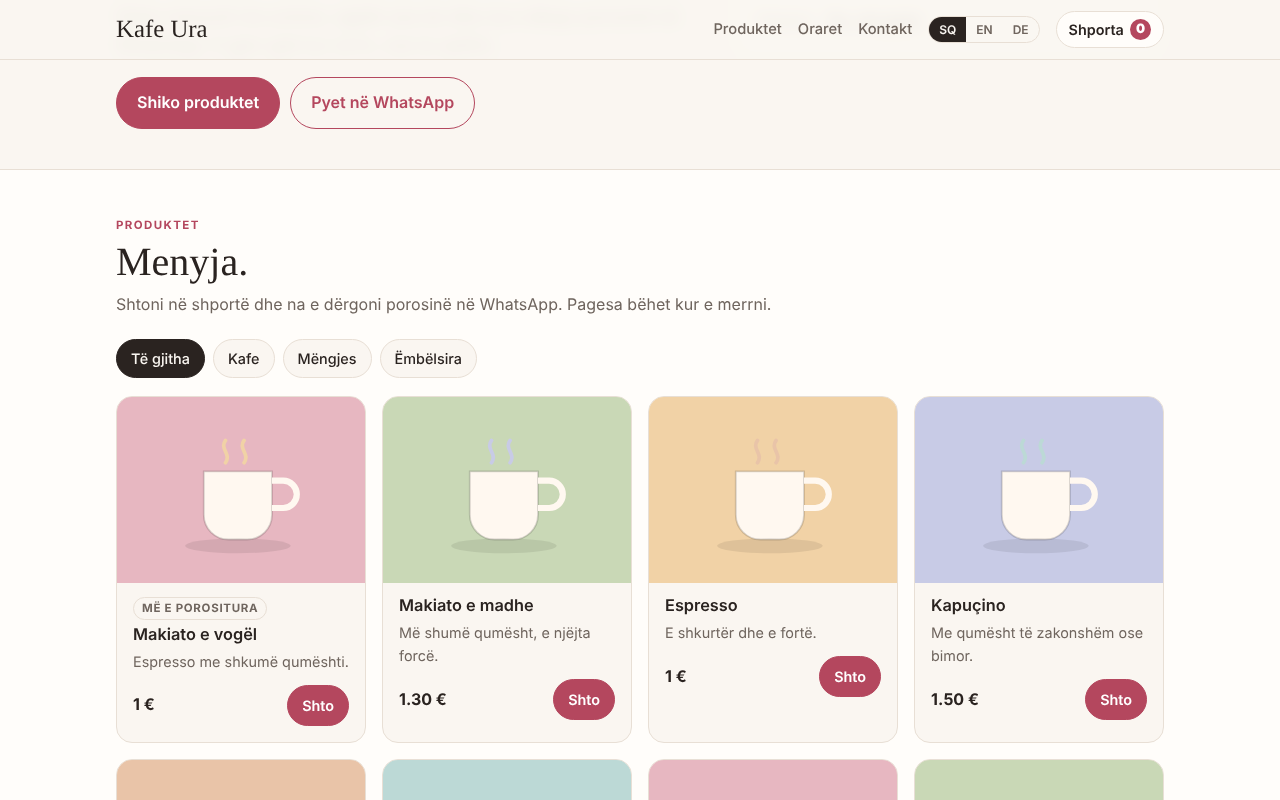 Kafe Ura
Produktet Oraret Kontakt SQ EN DE Shporta 0
Shiko produktet Pyet në WhatsApp
PRODUKTET
Menyja.
Shtoni në shportë dhe na e dërgoni porosinë në WhatsApp. Pagesa bëhet kur e merrni.
Të gjitha Kafe Mëngjes Ëmbëlsira
MË E POROSITURA
Makiato e vogël
Espresso me shkumë qumështi.
1 € Shto
Makiato e madhe
Më shumë qumësht, e njëjta
forcë.
1.30 € Shto
Espresso
E shkurtër dhe e fortë.
1 € Shto
Kapuçino
Me qumësht të zakonshëm ose
bimor.
1.50 € Shto